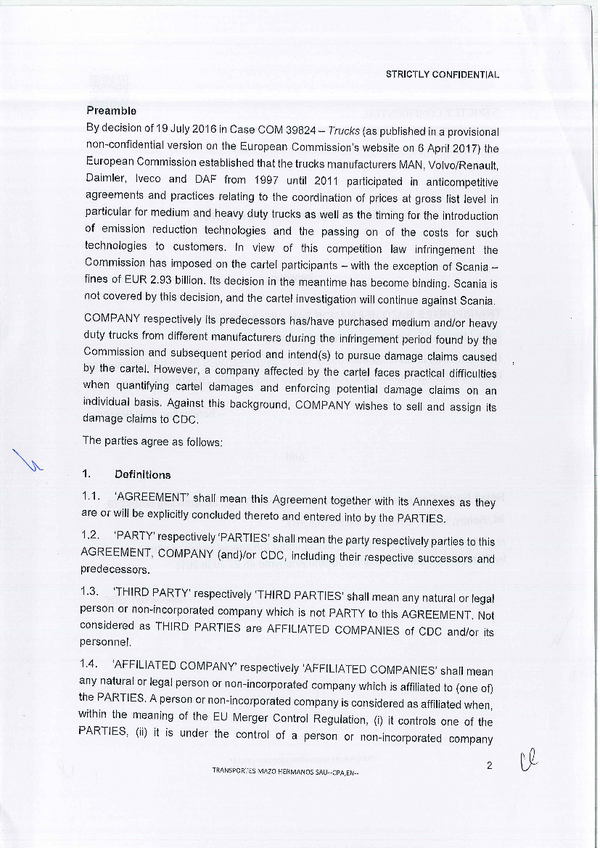 STRICTLY CONFIDENTIAL
Preamble
By decision of 19 July 2016 in Case COM 39824 – Trucks (as published in a provisional
non-confidential version on the European Commission's website on 6 April 2017) the
European Commission established that the trucks manufacturers MAN, Volvo/Renault,
Daimler, Iveco and DAF from 1997 until 2011 participated in anticompetitive
agreements and practices relating to the coordination of prices at gross list level in
particular for medium and heavy duty trucks as well as the timing for the introduction
of emission reduction technologies and the passing on of the costs for such
technologies to customers. In view of this competition law infringement the
Commission has imposed on the cartel participants – with the exception of Scania –
fines of EUR 2.93 billion. Its decision in the meantime has become binding. Scania is
not covered by this decision, and the cartel investigation will continue against Scania.
COMPANY respectively its predecessors has/have purchased medium and/or heavy
duty trucks from different manufacturers during the infringement period found by the
Commission and subsequent period and intend(s) to pursue damage claims caused
by the cartel. However, a company affected by the cartel faces practical difficulties
when quantifying cartel damages and enforcing potential damage claims on an
individual basis. Against this background, COMPANY wishes to sell and assign its
damage claims to CDC.
The parties agree as follows:
1. Definitions
1.1. 'AGREEMENT' shall mean this Agreement together with its Annexes as they
are or will be explicitly concluded thereto and entered into by the PARTIES.
1.2. 'PARTY' respectively 'PARTIES' shall mean the party respectively parties to this
AGREEMENT, COMPANY (and)/or CDC, including their respective successors and
predecessors.
1.3. 'THIRD PARTY' respectively 'THIRD PARTIES' shall mean any natural or legal
person or non-incorporated company which is not PARTY to this AGREEMENT. Not
considered as THIRD PARTIES are AFFILIATED COMPANIES of CDC and/or its
personnel.
1.4. 'AFFILIATED COMPANY' respectively 'AFFILIATED COMPANIES' shall mean
any natural or legal person or non-incorporated company which is affiliated to (one of)
the PARTIES. A person or non-incorporated company is considered as affiliated when,
within the meaning of the EU Merger Control Regulation, (i) it controls one of the
PARTIES, (ii) it is under the control of a person or non-incorporated company
2
TRANSPORTES MAZO HERMANOS SAU--CPA,EN--